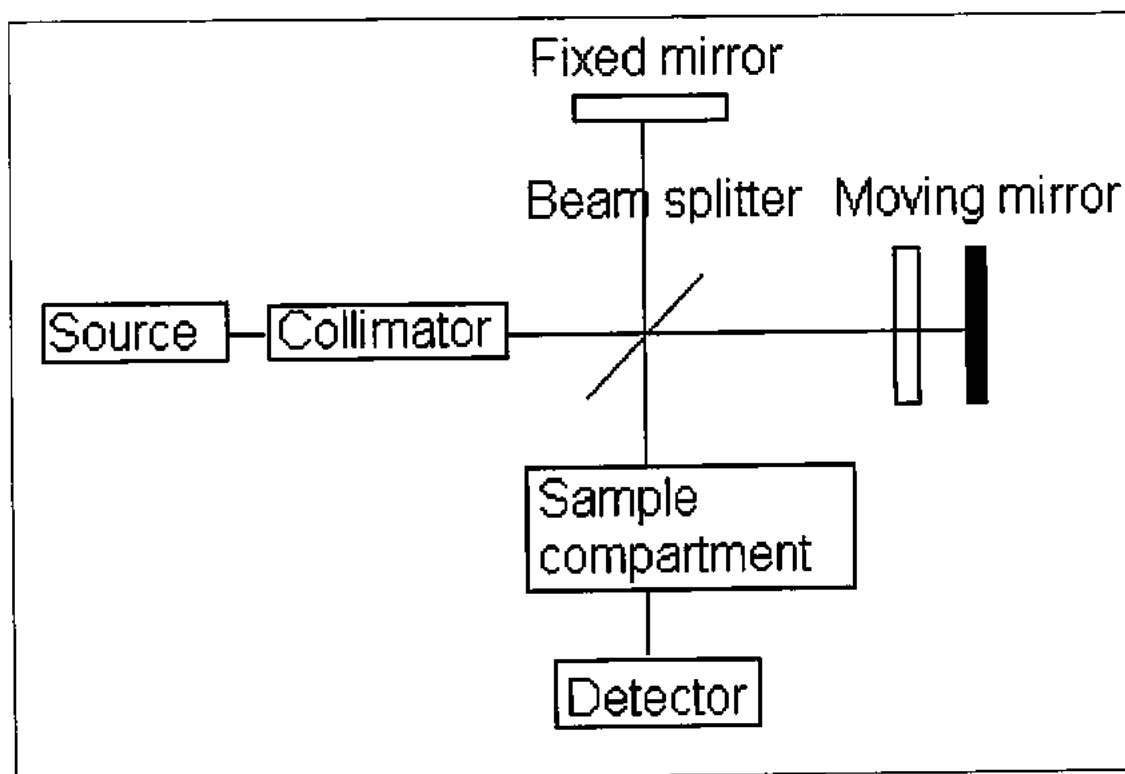 Fixed mirror
Beam splitter
Moving mirror
Source
Collimator
Sample
compartment
Detector